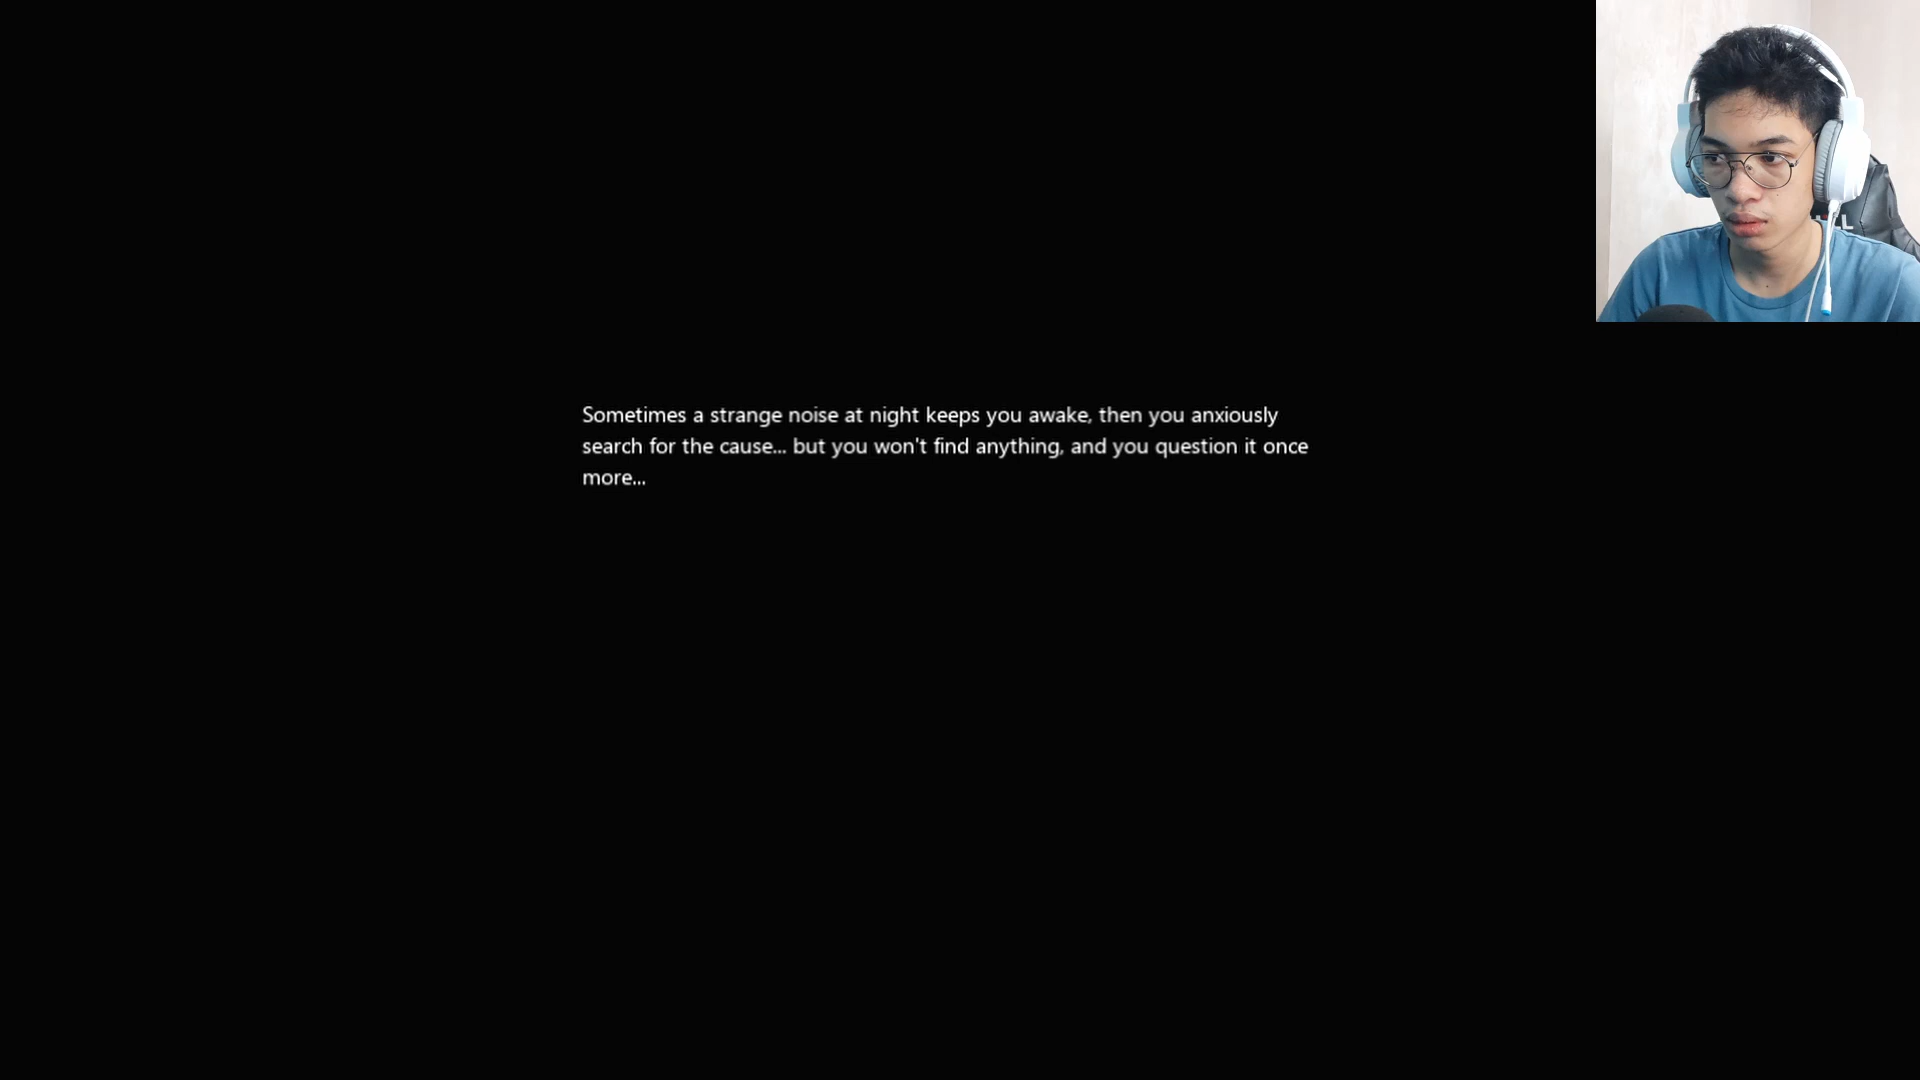 Sometimes a strange noise at night keeps you awake, then you anxiously
search for the cause... but you won't find anything, and you question it once
more...